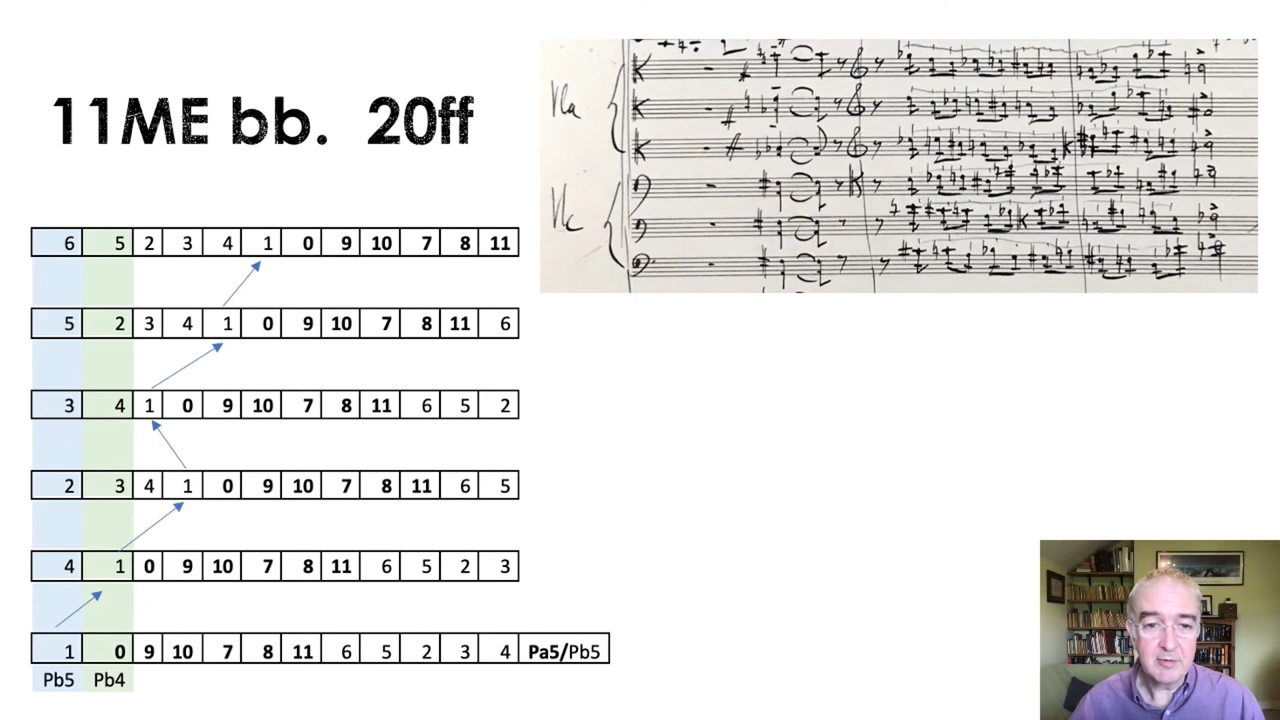 11ME bb. 20ff
Vla
Vlc
6 5 2 3 4 1 0 9 10 7 8 11
5 2 3 4 1 0 9 10 7 8 11 6
3 4 1 0 9 10 7 8 11 6 5 2
2 3 4 1 0 9 10 7 8 11 6 5
4 1 0 9 10 7 8 11 6 5 2 3
1 0 9 10 7 8 11 6 5 2 3 4 Pa5/Pb5
Pb5 Pb4